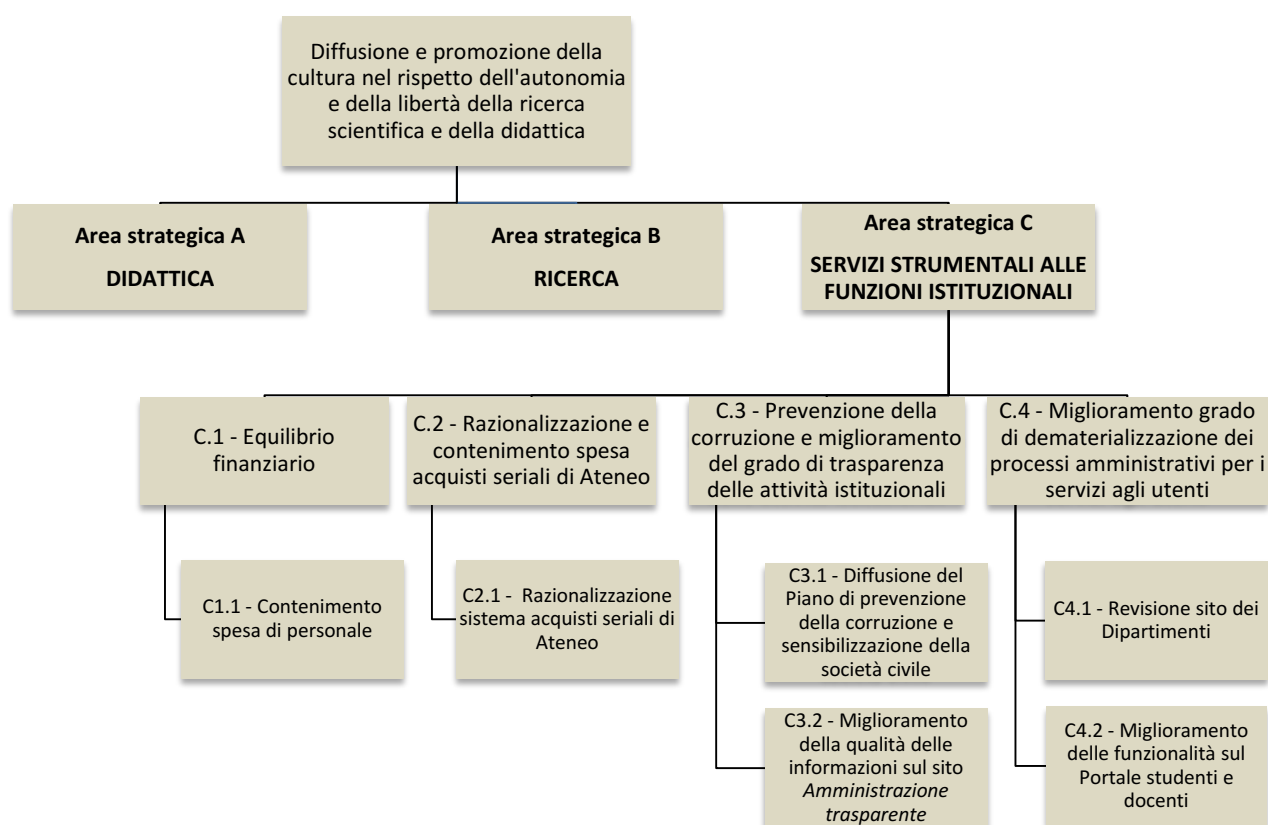 Diffusione e promozione della
cultura nel rispetto dell'autonomia
e della libertà della ricerca
scientifica e della didattica
Area strategica A
DIDATTICA
Area strategica B
RICERCA
Area strategica C
SERVIZI STRUMENTALI ALLE
FUNZIONI ISTITUZIONALI
C.1 - Equilibrio
finanziario
C.2 - Razionalizzazione e
contenimento spesa
acquisti seriali di Ateneo
C.3 - Prevenzione della
corruzione e miglioramento
del grado di trasparenza
delle attività istituzionali
C.4 - Miglioramento grado
di dematerializzazione dei
processi amministrativi per i
servizi agli utenti
C1.1 - Contenimento
spesa di personale
C2.1 - Razionalizzazione
sistema acquisti seriali di
Ateneo
C3.1 - Diffusione del
Piano di prevenzione
della corruzione e
sensibilizzazione della
società civile
C4.1 - Revisione sito dei
Dipartimenti
C3.2 - Miglioramento
della qualità delle
informazioni sul sito
Amministrazione
trasparente
C4.2 - Miglioramento
delle funzionalità sul
Portale studenti e
docenti